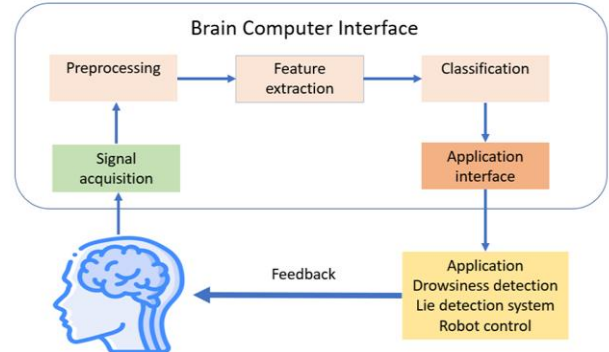 Brain Computer Interface
Preprocessing
Feature
extraction
Classification
Signal
acquisition
Application
interface
Feedback
Application
Drowsiness detection
Lie detection system
Robot control